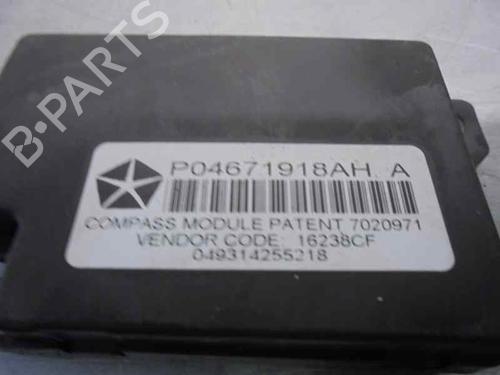 B-PARTS
P04671918AH A
COMPASS MODULE PATENT 7020971
VENDOR CODE: 16238CF
049314255218